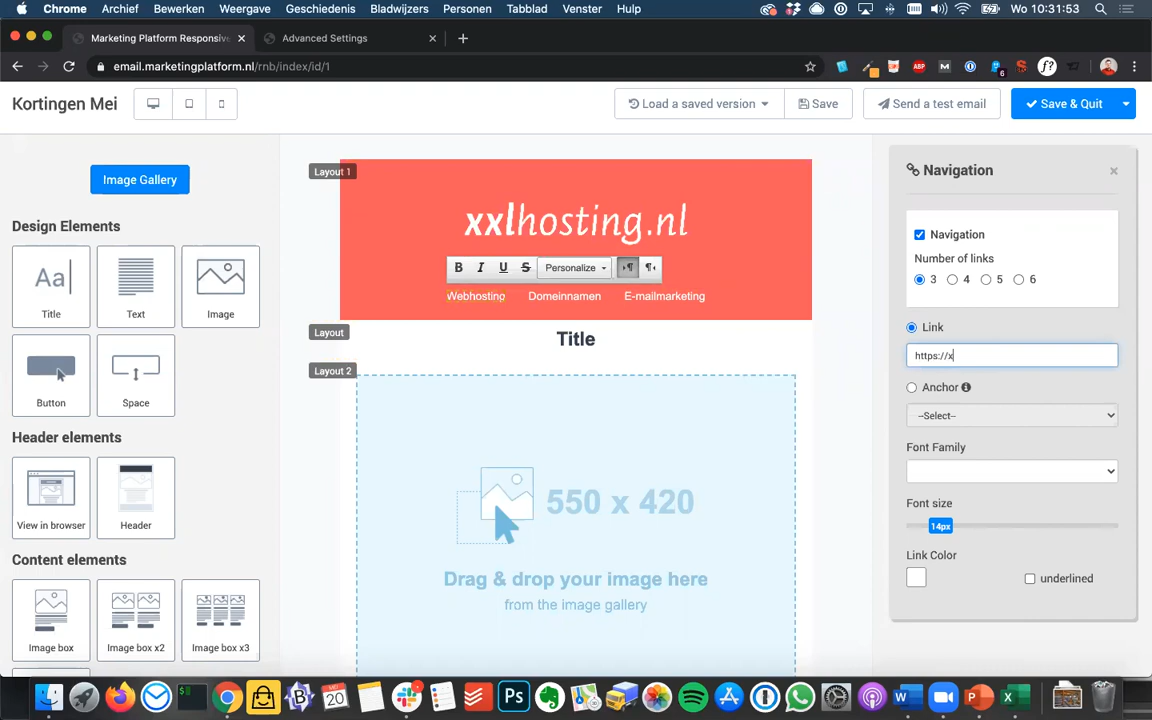 Chrome Archief Bewerken Weergave Geschiedenis Bladwijzers Personen Tabblad Venster Hulp Wo 10:31:53
Marketing Platform Responsive Advanced Settings
email.marketingplatform.nl/rnb/index/id/1
Kortingen Mei
Load a saved version Save Send a test email Save & Quit
Image Gallery
Design Elements
Title Text Image
Button Space
Header elements
View in browser Header
Content elements
Image box Image box x2 Image box x3
Layout 1
xxlhosting.nl
B I U S Personalize
Webhosting Domeinnamen E-mailmarketing
Layout
Title
Layout 2
550 x 420
Drag & drop your image here
from the image gallery
Navigation
Navigation
Number of links
3 4 5 6
Link
https://x
Anchor
--Select--
Font Family
Font size
14px
Link Color
underlined